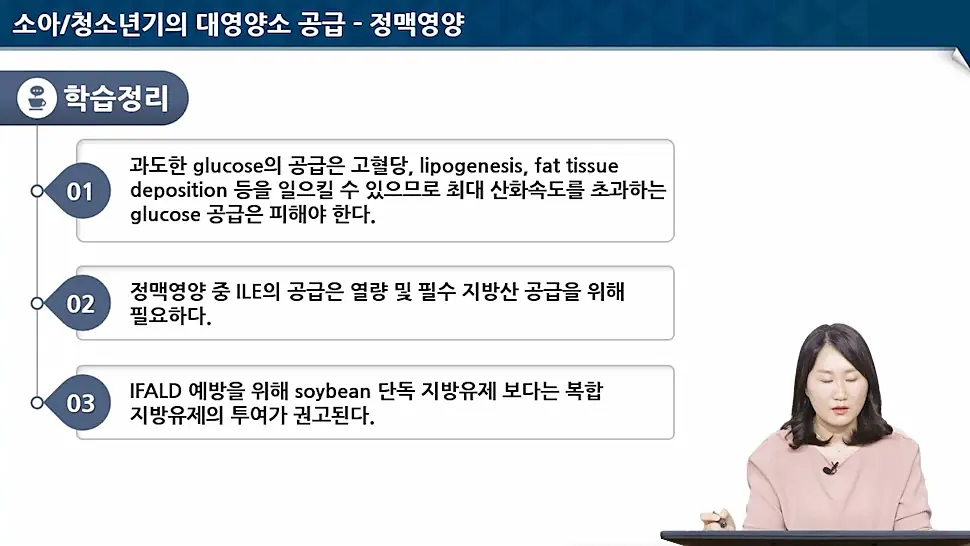 소아/청소년기의 대영양소 공급 - 정맥영양
학습정리
01
과도한 glucose의 공급은 고혈당, lipogenesis, fat tissue
deposition 등을 일으킬 수 있으므로 최대 산화속도를 초과하는
glucose 공급은 피해야 한다.
02
정맥영양 중 ILE의 공급은 열량 및 필수 지방산 공급을 위해
필요하다.
03
IFALD 예방을 위해 soybean 단독 지방유제 보다는 복합
지방유제의 투여가 권고된다.